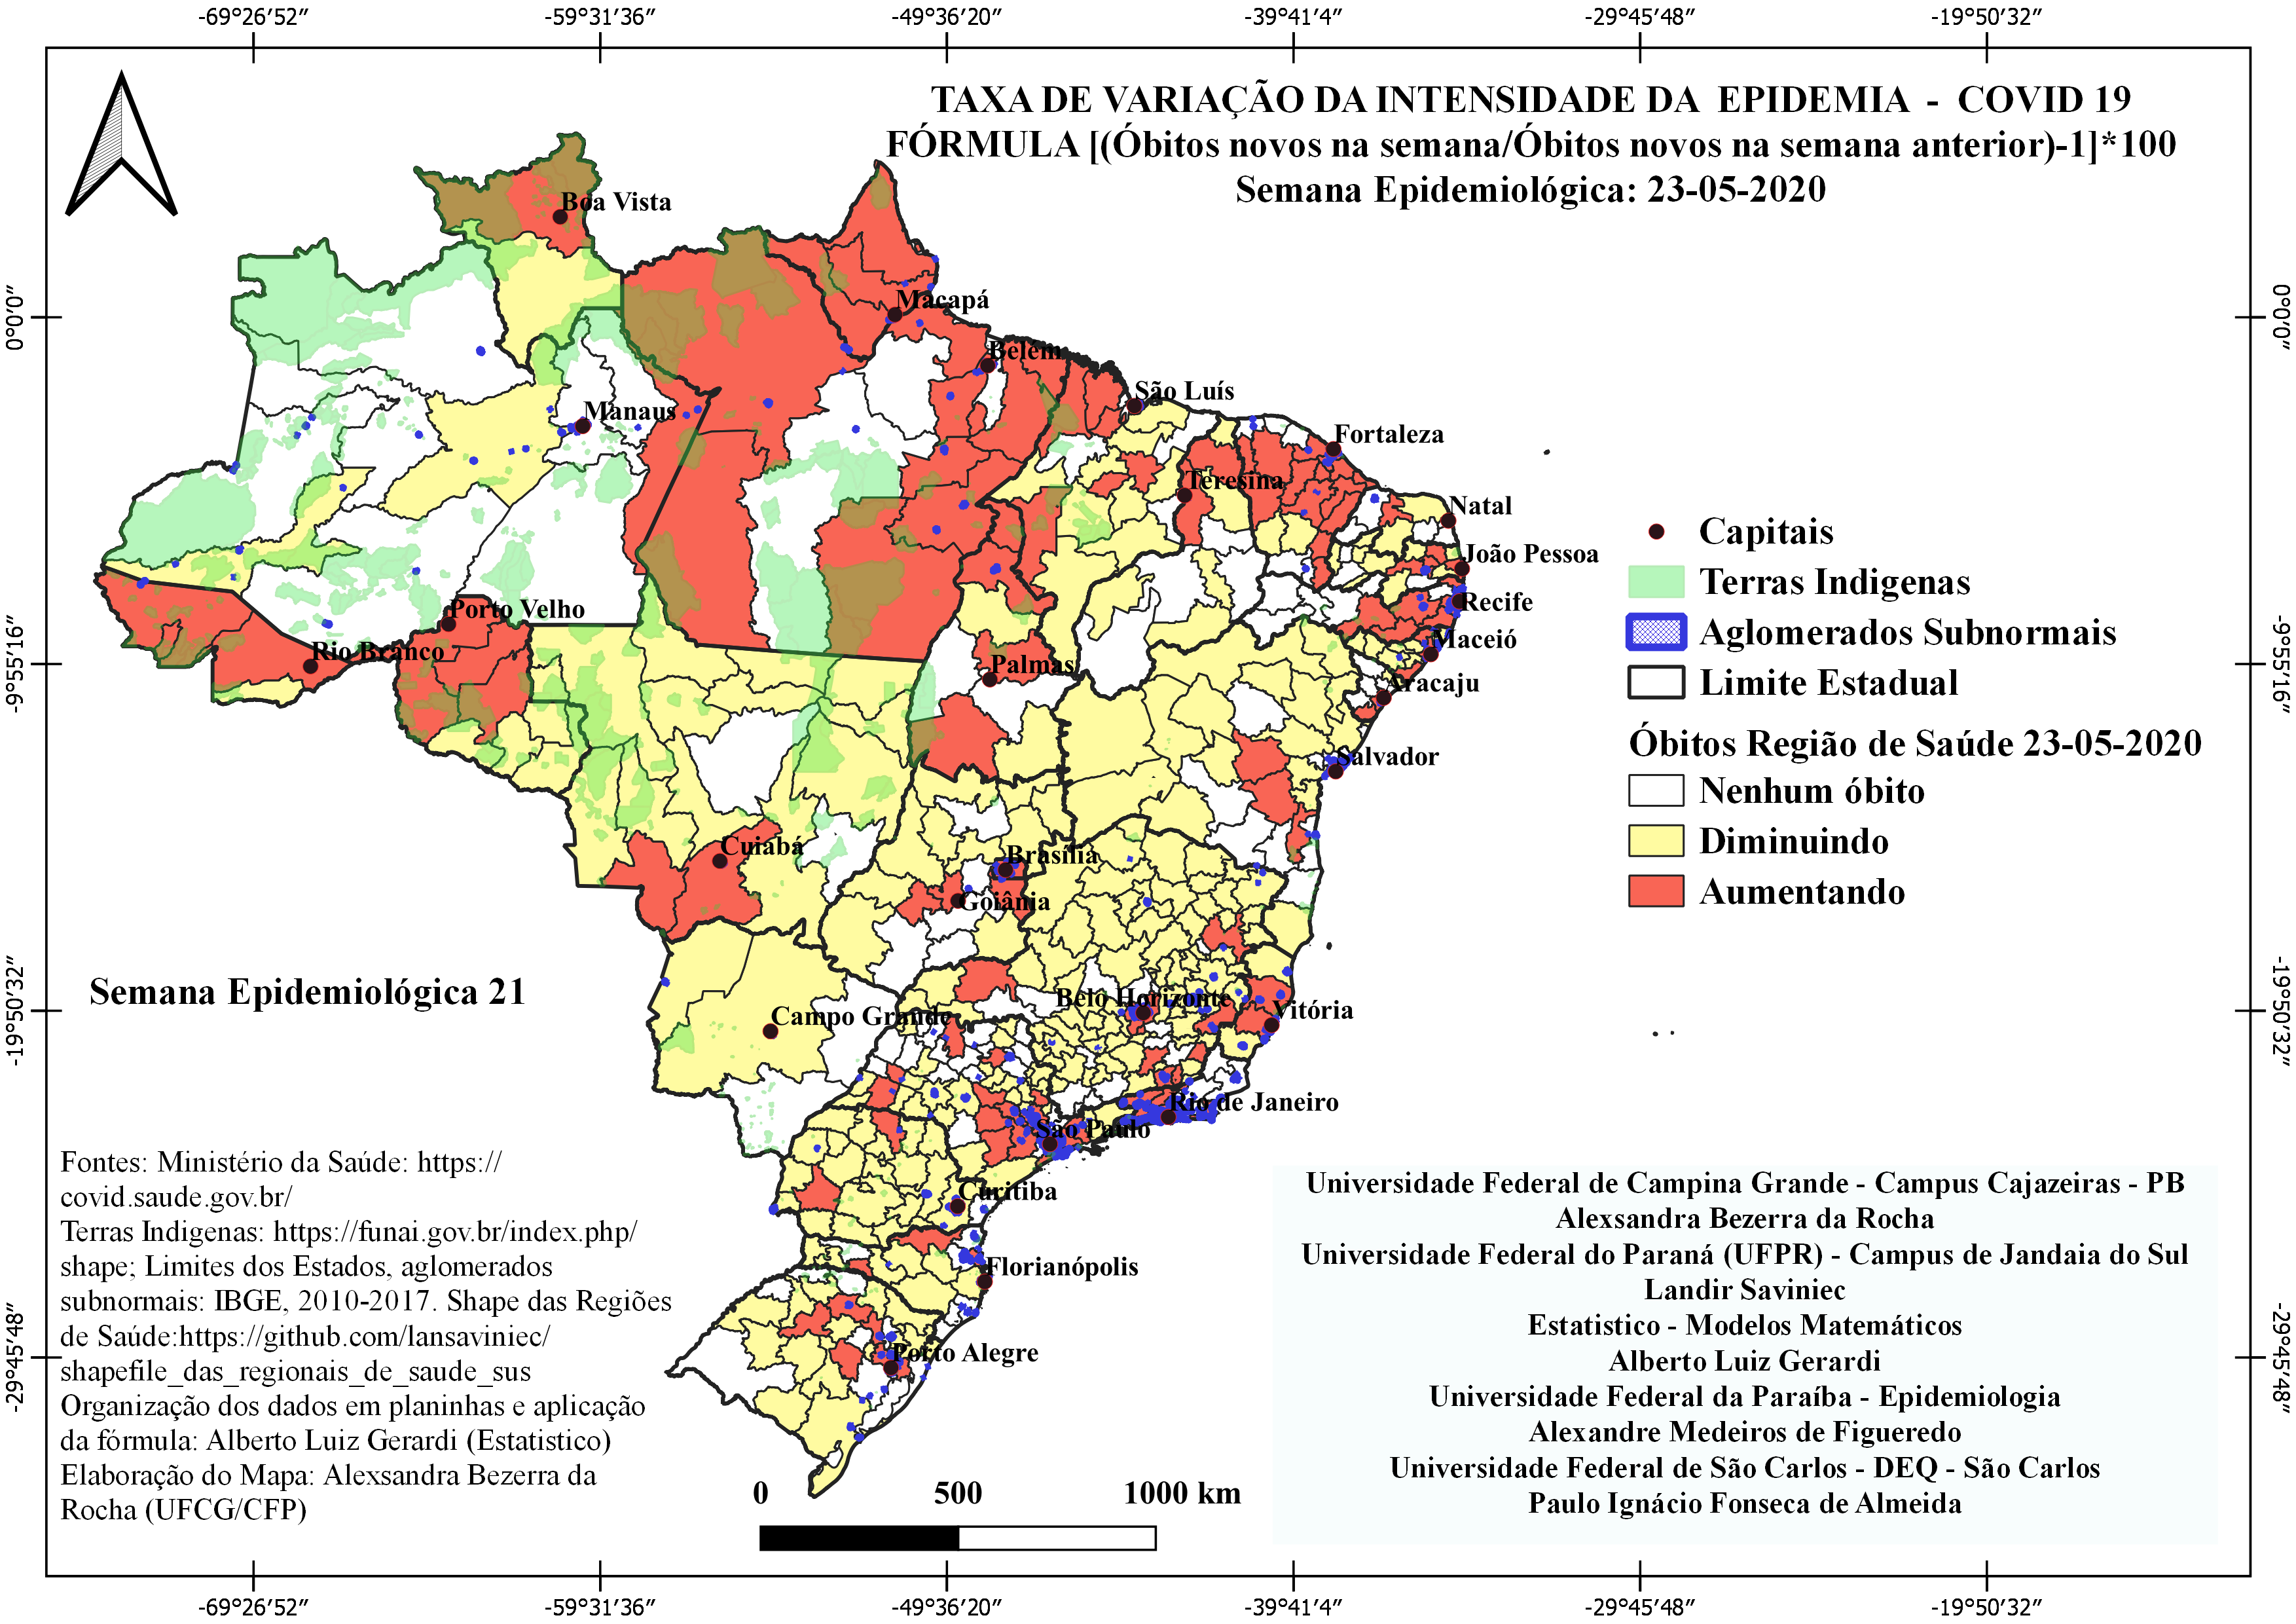 -69°26′52″ -59°31′36″ -49°36′20″ -39°41′4″ -29°45′48″ -19°50′32″
TAXA DE VARIAÇÃO DA INTENSIDADE DA EPIDEMIA - COVID 19
FÓRMULA [(Óbitos novos na semana/Óbitos novos na semana anterior)-1]*100
Semana Epidemiológica: 23-05-2020
0°0′0″
-9°55′16″
-19°50′32″
-29°45′48″
Boa Vista
Macapá
Belém
São Luís
Manaus
Fortaleza
Teresina
Natal
João Pessoa
Porto Velho
Recife
Maceió
Rio Branco
Palmas
Aracaju
Salvador
Cuiabá
Brasília
Goiânia
Belo Horizonte
Vitória
Campo Grande
Rio de Janeiro
São Paulo
Curitiba
Florianópolis
Porto Alegre
0°0′0″
-9°55′16″
-19°50′32″
-29°45′48″
Capitais
Terras Indigenas
Aglomerados Subnormais
Limite Estadual
Óbitos Região de Saúde 23-05-2020
Nenhum óbito
Diminuindo
Aumentando
Semana Epidemiológica 21
Fontes: Ministério da Saúde: https://
covid.saude.gov.br/
Terras Indigenas: https://funai.gov.br/index.php/
shape; Limites dos Estados, aglomerados
subnormais: IBGE, 2010-2017. Shape das Regiões
de Saúde:https://github.com/lansaviniec/
shapefile_das_regionais_de_saude_sus
Organização dos dados em planinhas e aplicação
da fórmula: Alberto Luiz Gerardi (Estatistico)
Elaboração do Mapa: Alexsandra Bezerra da
Rocha (UFCG/CFP)
0 500 1000 km
Universidade Federal de Campina Grande - Campus Cajazeiras - PB
Alexsandra Bezerra da Rocha
Universidade Federal do Paraná (UFPR) - Campus de Jandaia do Sul
Landir Saviniec
Estatistico - Modelos Matemáticos
Alberto Luiz Gerardi
Universidade Federal da Paraíba - Epidemiologia
Alexandre Medeiros de Figueredo
Universidade Federal de São Carlos - DEQ - São Carlos
Paulo Ignácio Fonseca de Almeida
-69°26′52″ -59°31′36″ -49°36′20″ -39°41′4″ -29°45′48″ -19°50′32″